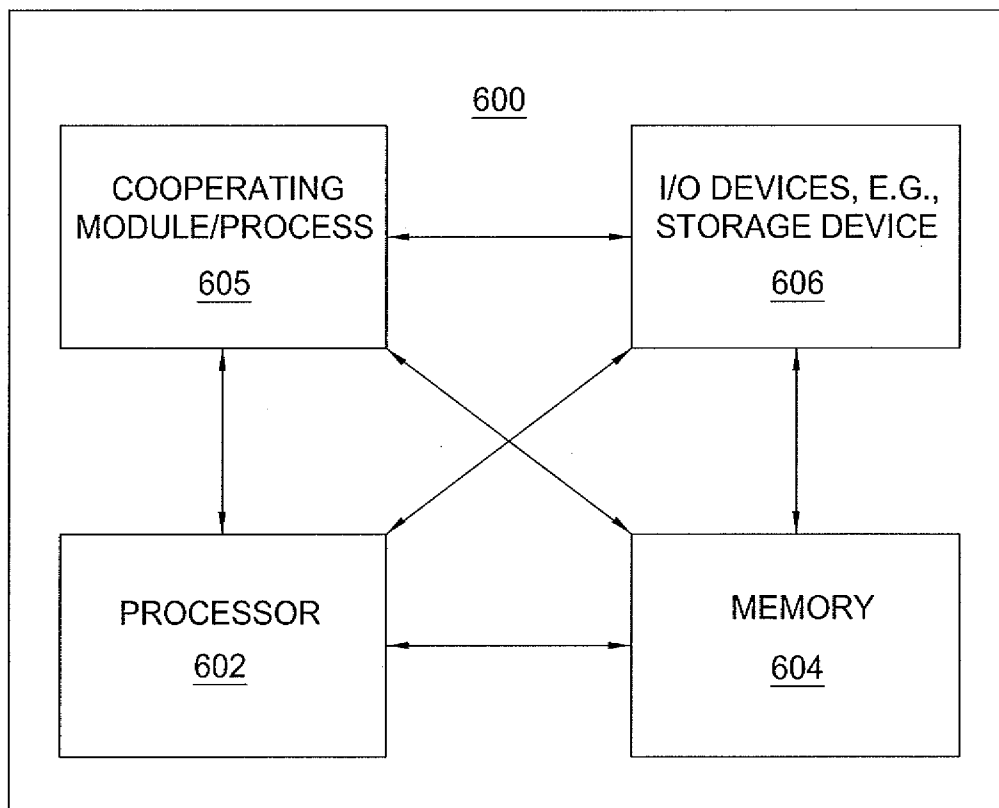 600
COOPERATING
MODULE/PROCESS
605
I/O DEVICES, E.G.,
STORAGE DEVICE
606
PROCESSOR
602
MEMORY
604